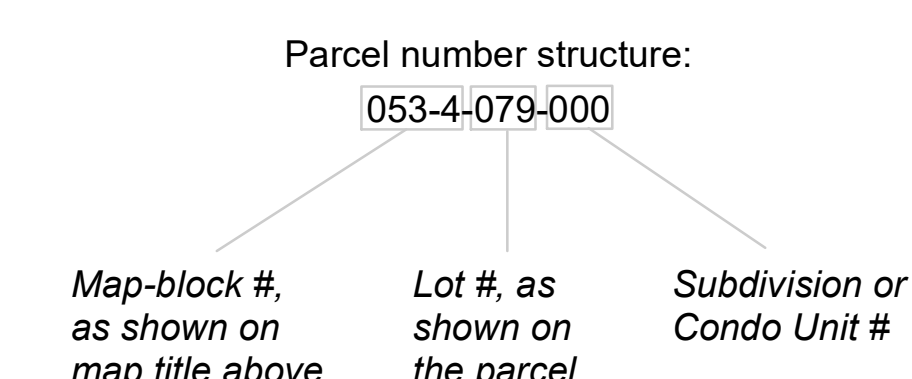 Parcel number structure:
053-4-079-000
Map-block #,
as shown on
map title above
Lot #, as
shown on
the parcel
Subdivision or
Condo Unit #